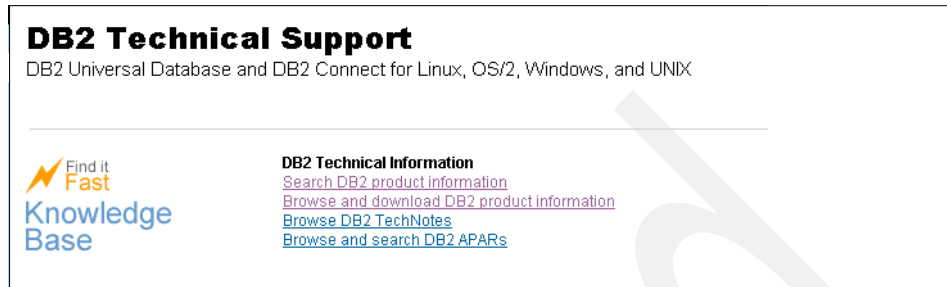 DB2 Technical Support
DB2 Universal Database and DB2 Connect for Linux, OS/2, Windows, and UNIX
Find it
Fast
Knowledge
Base
DB2 Technical Information
Search DB2 product information
Browse and download DB2 product information
Browse DB2 TechNotes
Browse and search DB2 APARs